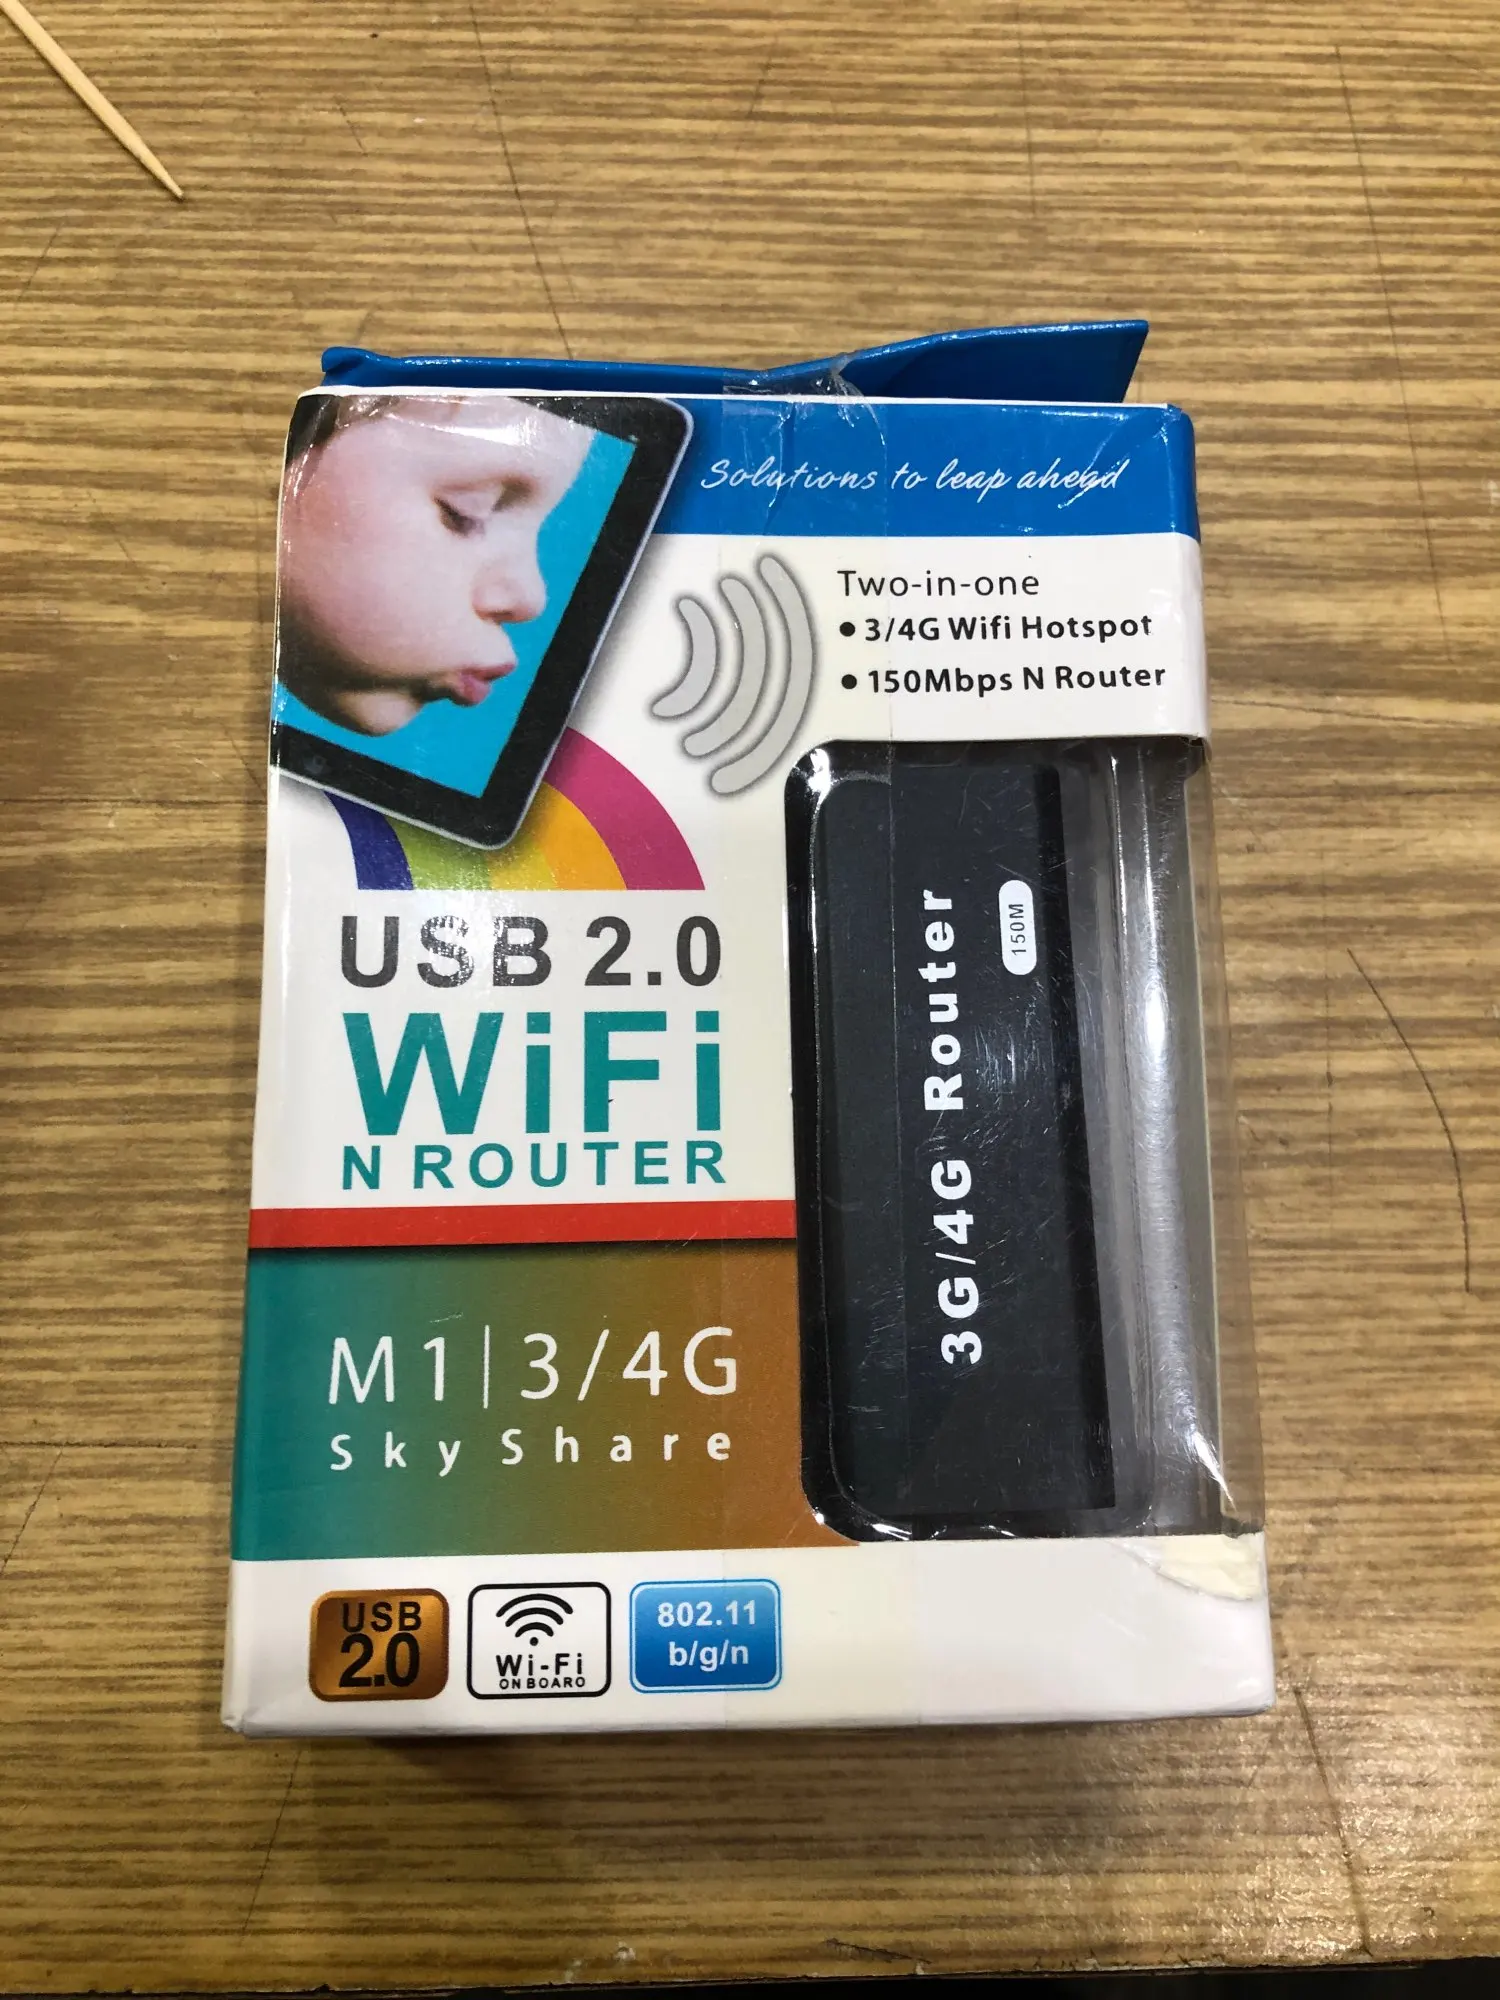 Solutions to leap ahead
Two-in-one
• 3/4G Wifi Hotspot
• 150Mbps N Router
150M
3G/4G Router
USB 2.0
WiFi
N ROUTER
M1|3/4G
Sky Share
USB
2.0
Wi-Fi
ON BOARD
802.11
b/g/n